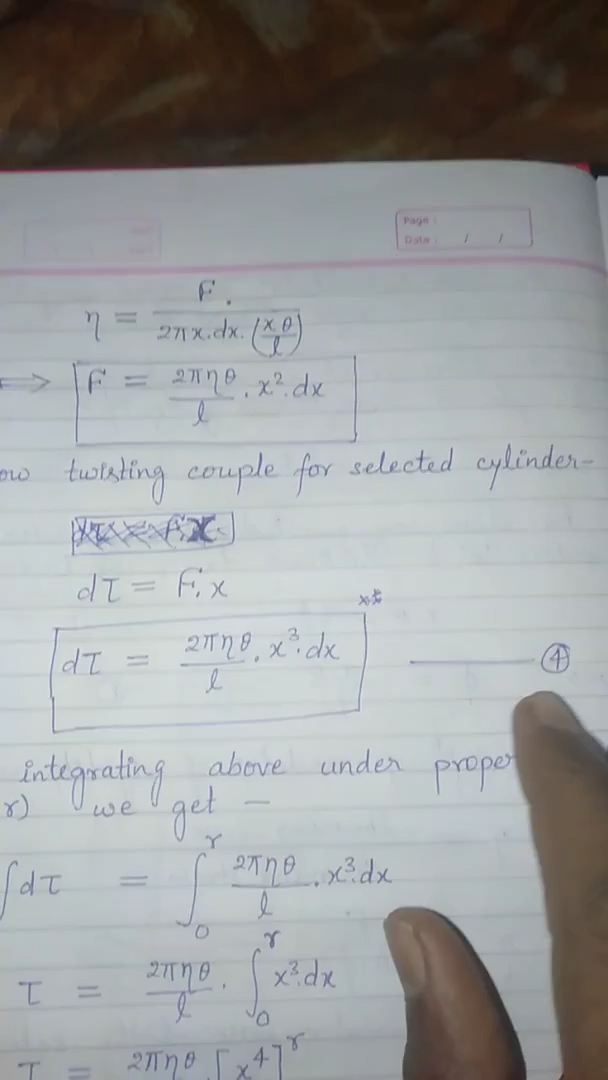 Page :
Date : / /
η = F. / 2πx.dx.(xθ/l)
⟹ F = 2πηθ/l . x².dx
ow twisting couple for selected cylinder-
dτ = F.x
dτ = 2πηθ/l . x³.dx ④
integrating above under proper
r) we get -
∫dτ = ∫₀ʳ 2πηθ/l . x³.dx
τ = 2πηθ/l . ∫₀ʳ x³.dx
τ = 2πηθ [x⁴]ʳ